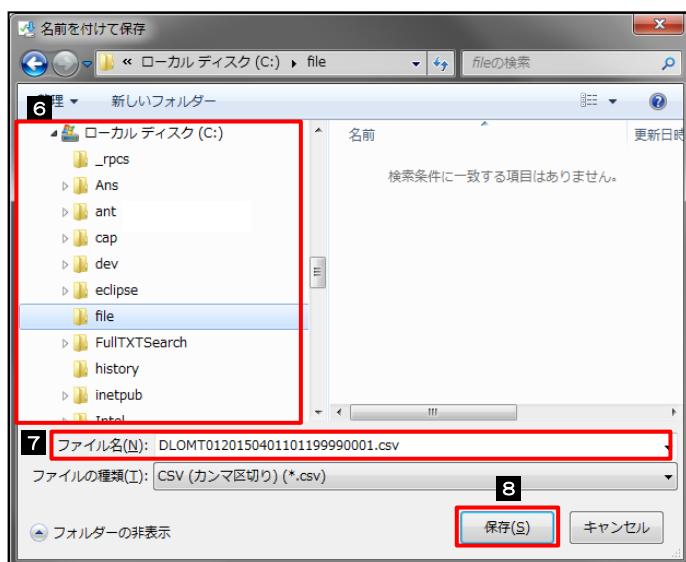 名前を付けて保存
« ローカル ディスク (C:) ▸ file
fileの検索
理 ▼ 新しいフォルダー
6
ローカル ディスク (C:)
_rpcs
Ans
ant
cap
dev
eclipse
file
FullTXTSearch
history
inetpub
Intel
名前
更新日時
検索条件に一致する項目はありません。
7
ファイル名(N): DLOMT0120150401101199990001.csv
ファイルの種類(T): CSV (カンマ区切り) (*.csv)
8
フォルダーの非表示
保存(S)
キャンセル